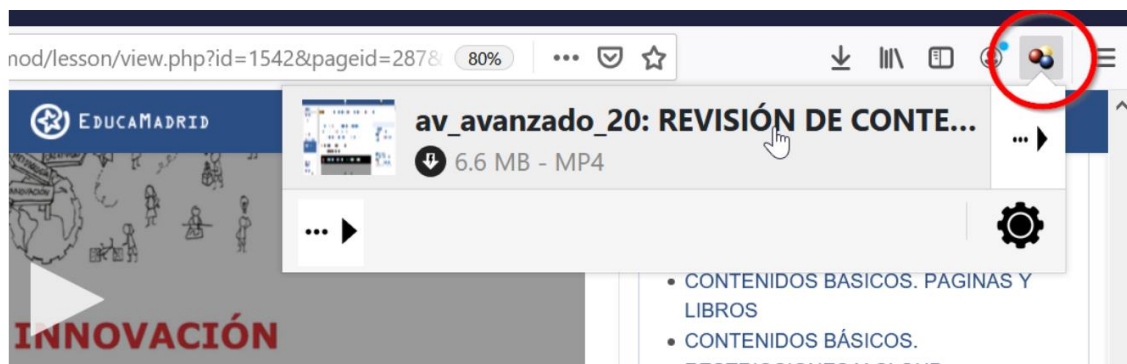 mod/lesson/view.php?id=1542&pageid=287& 80%
EDUCAMADRID
av_avanzado_20: REVISIÓN DE CONTE...
6.6 MB - MP4
INNOVACIÓN
CONTENIDOS BASICOS. PAGINAS Y
LIBROS
CONTENIDOS BÁSICOS.